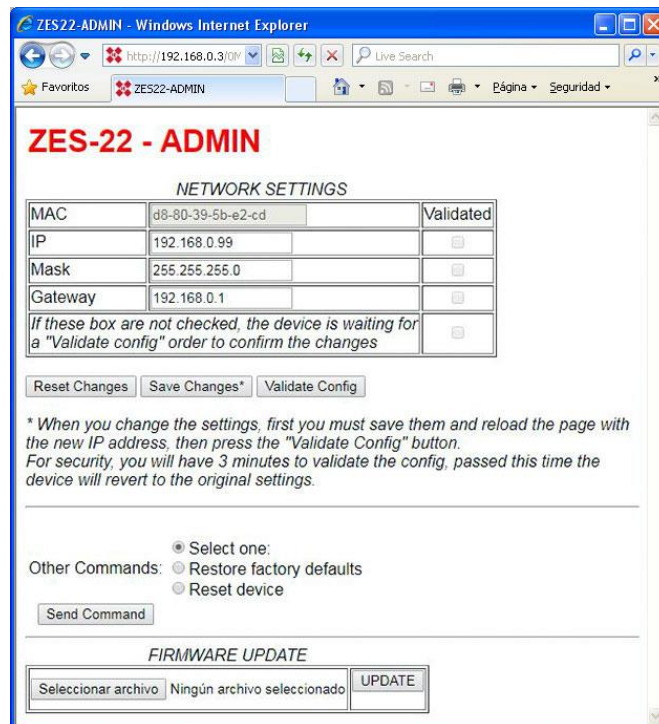 ZES22-ADMIN - Windows Internet Explorer
http://192.168.0.3/0M
Live Search
Favoritos
ZES22-ADMIN
Página
Seguridad
ZES-22 - ADMIN
NETWORK SETTINGS
MAC d8-80-39-5b-e2-cd Validated
IP 192.168.0.99
Mask 255.255.255.0
Gateway 192.168.0.1
If these box are not checked, the device is waiting for
a "Validate config" order to confirm the changes
Reset Changes Save Changes* Validate Config
* When you change the settings, first you must save them and reload the page with
the new IP address, then press the "Validate Config" button.
For security, you will have 3 minutes to validate the config, passed this time the
device will revert to the original settings.
Select one:
Other Commands: Restore factory defaults
Reset device
Send Command
FIRMWARE UPDATE
Seleccionar archivo Ningún archivo seleccionado UPDATE